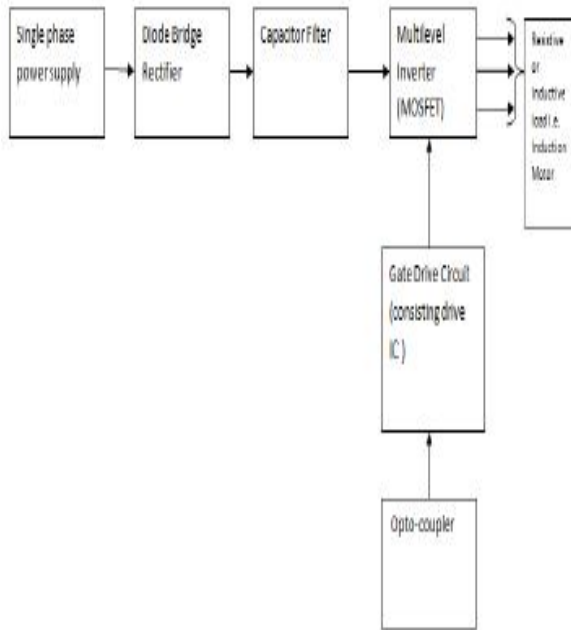 Single phase
power supply
Diode Bridge
Rectifier
Capacitor Filter
Multilevel
Inverter
(MOSFET)
Resistive
or
Inductive
load i.e.
Induction
Motor
Gate Drive Circuit
(consisting drive
IC )
Opto-coupler